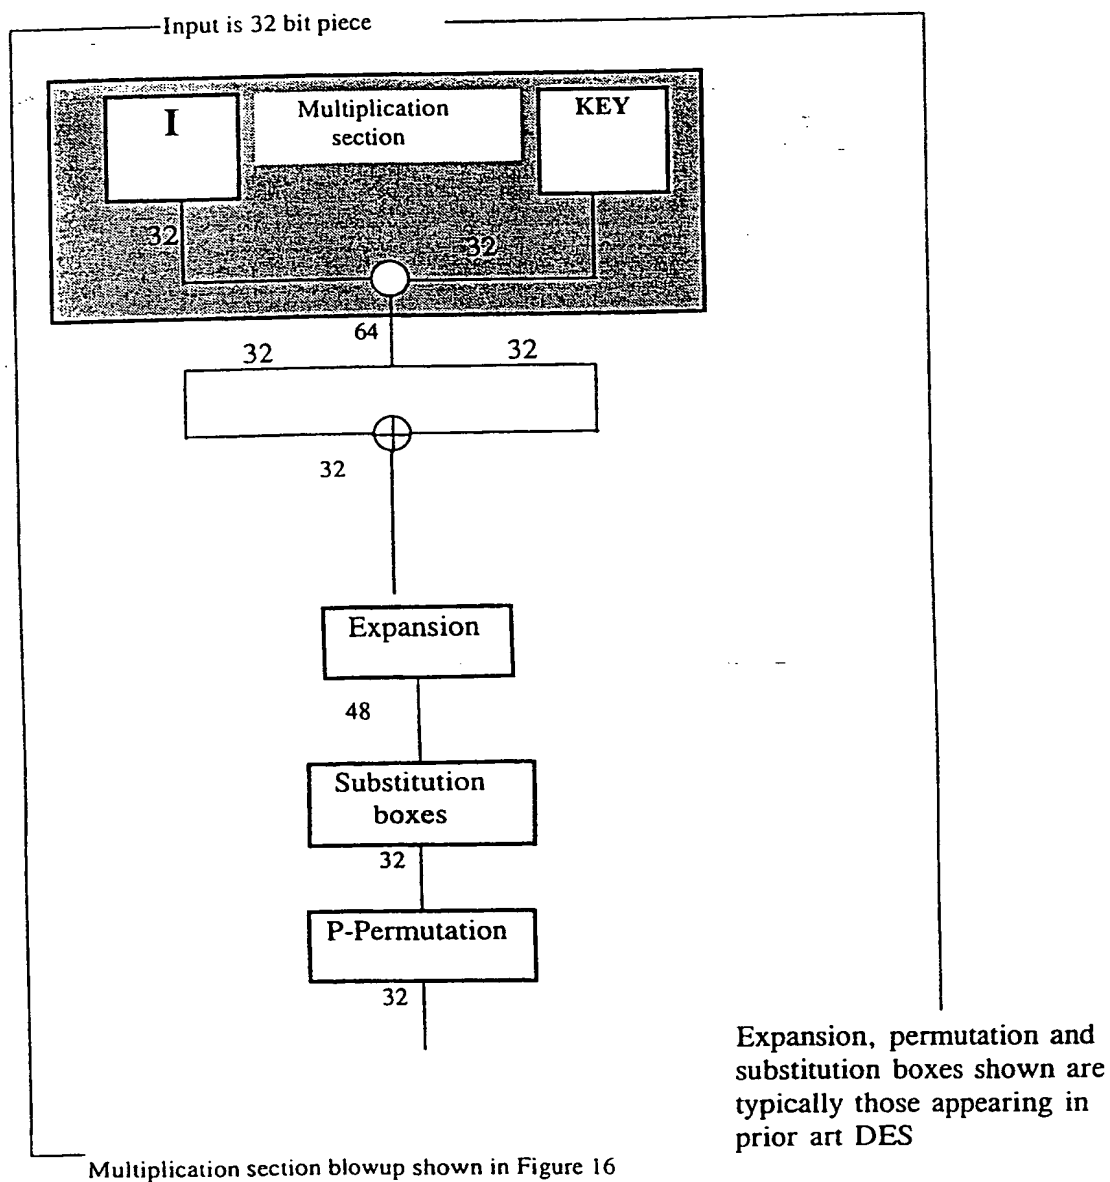 Input is 32 bit piece
I
Multiplication
section
KEY
32
32
64
32
32
32
Expansion
48
Substitution
boxes
32
P-Permutation
32
Expansion, permutation and
substitution boxes shown are
typically those appearing in
prior art DES
Multiplication section blowup shown in Figure 16